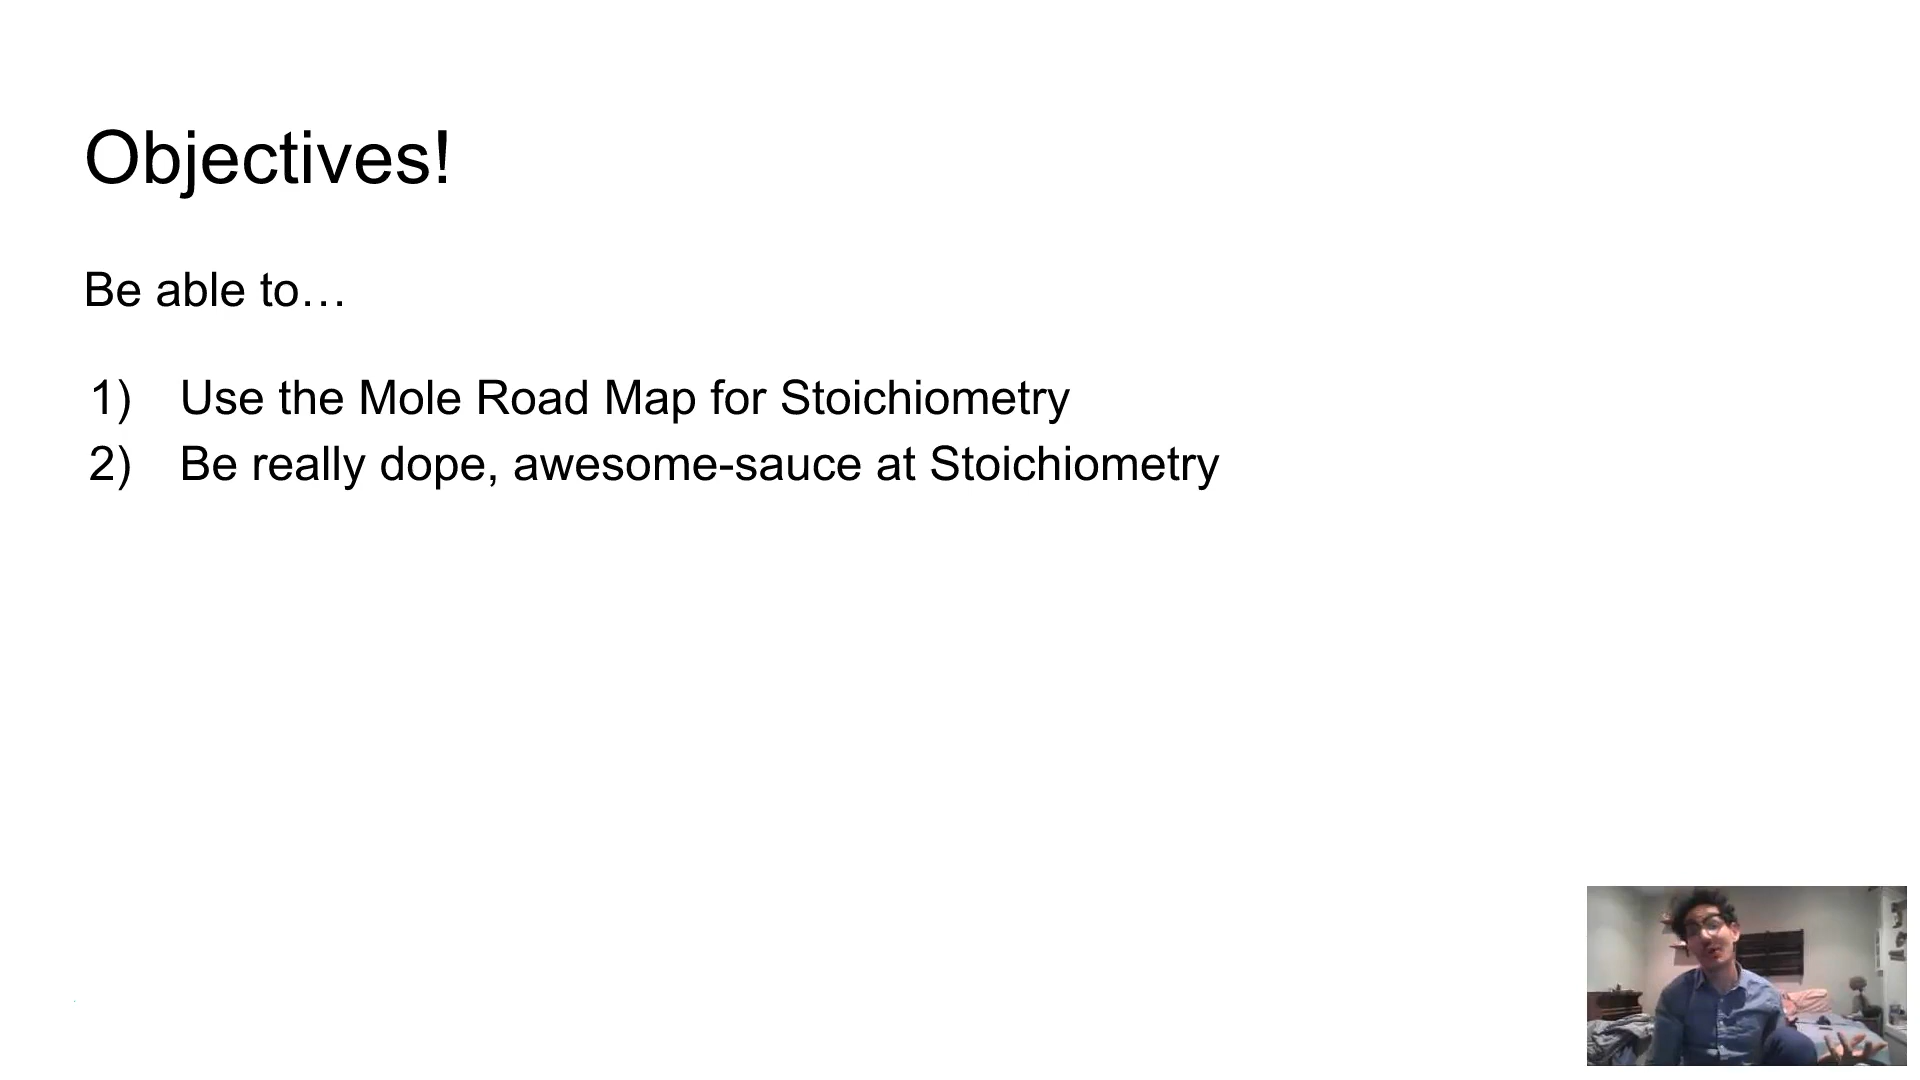 Objectives!
Be able to…
1) Use the Mole Road Map for Stoichiometry
2) Be really dope, awesome-sauce at Stoichiometry